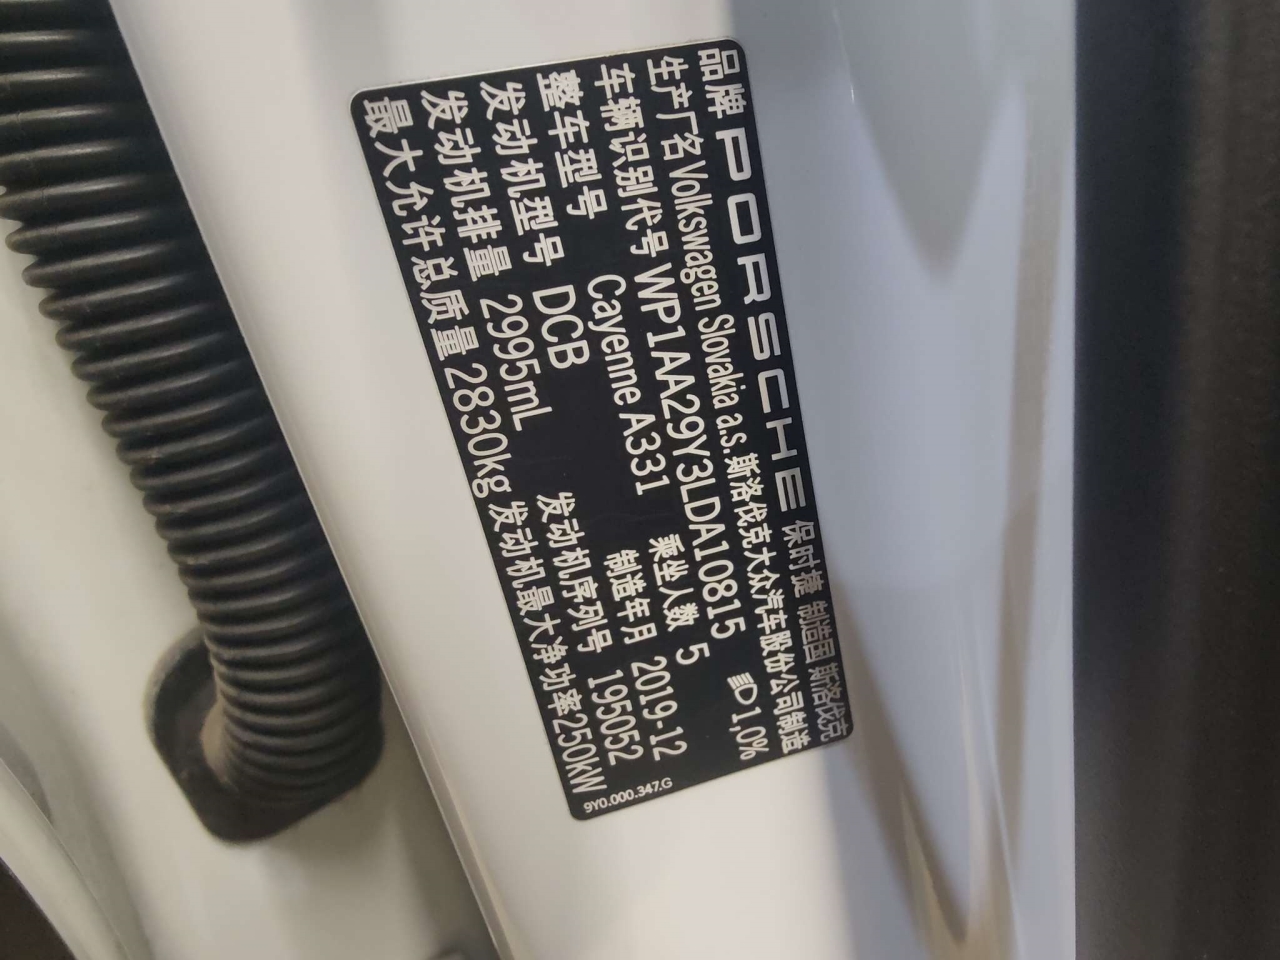 品牌 PORSCHE 保时捷 制造国 斯洛伐克
生产厂名 Volkswagen Slovakia a.s. 斯洛伐克大众汽车股份公司制造
车辆识别代号 WP1AA29Y3LDA10815 1,0%
整车型号 Cayenne A331 乘坐人数 5
发动机型号 DCB 制造年月 2019-12
发动机排量 2995mL 发动机序列号 195052
最大允许总质量 2830kg 发动机最大净功率250kW
9Y0.000.347.G